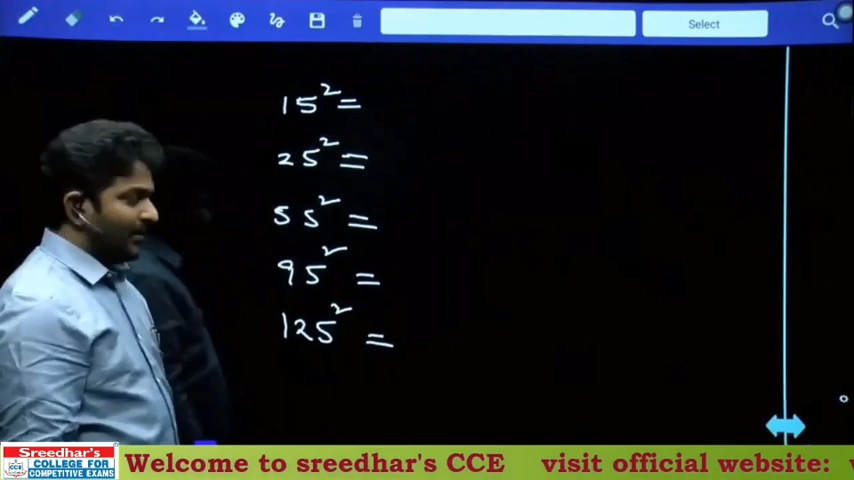 Select
15²=
25²=
55²=
95²=
125²=
Sreedhar's
CCE
COLLEGE FOR
COMPETITIVE EXAMS
Welcome to sreedhar's CCE visit official website: